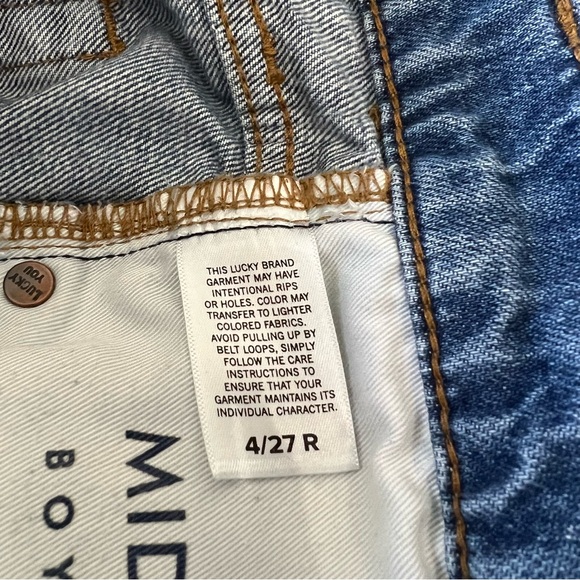 THIS LUCKY BRAND
GARMENT MAY HAVE
INTENTIONAL RIPS
OR HOLES. COLOR MAY
TRANSFER TO LIGHTER
COLORED FABRICS.
AVOID PULLING UP BY
BELT LOOPS, SIMPLY
FOLLOW THE CARE
INSTRUCTIONS TO
ENSURE THAT YOUR
GARMENT MAINTAINS ITS
INDIVIDUAL CHARACTER.
4/27 R
LUCKY
YOU
MID
BOY